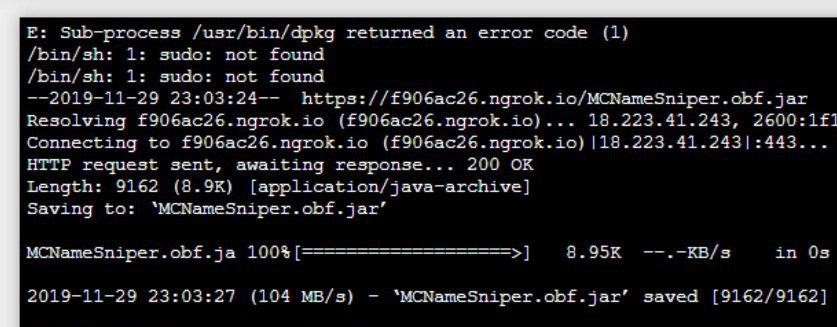 E: Sub-process /usr/bin/dpkg returned an error code (1)
/bin/sh: 1: sudo: not found
/bin/sh: 1: sudo: not found
--2019-11-29 23:03:24--  https://f906ac26.ngrok.io/MCNameSniper.obf.jar
Resolving f906ac26.ngrok.io (f906ac26.ngrok.io)... 18.223.41.243, 2600:1f1
Connecting to f906ac26.ngrok.io (f906ac26.ngrok.io)|18.223.41.243|:443...
HTTP request sent, awaiting response... 200 OK
Length: 9162 (8.9K) [application/java-archive]
Saving to: ‘MCNameSniper.obf.jar’
MCNameSniper.obf.ja 100%[===================>]   8.95K  --.-KB/s    in 0s
2019-11-29 23:03:27 (104 MB/s) - ‘MCNameSniper.obf.jar’ saved [9162/9162]